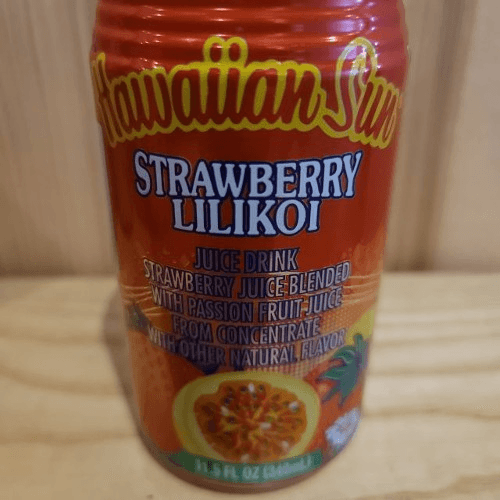 Hawaiian Sun
STRAWBERRY
LILIKOI
JUICE DRINK
STRAWBERRY JUICE BLENDED
WITH PASSION FRUIT JUICE
FROM CONCENTRATE
WITH OTHER NATURAL FLAVOR
11.5 FL OZ (340mL)